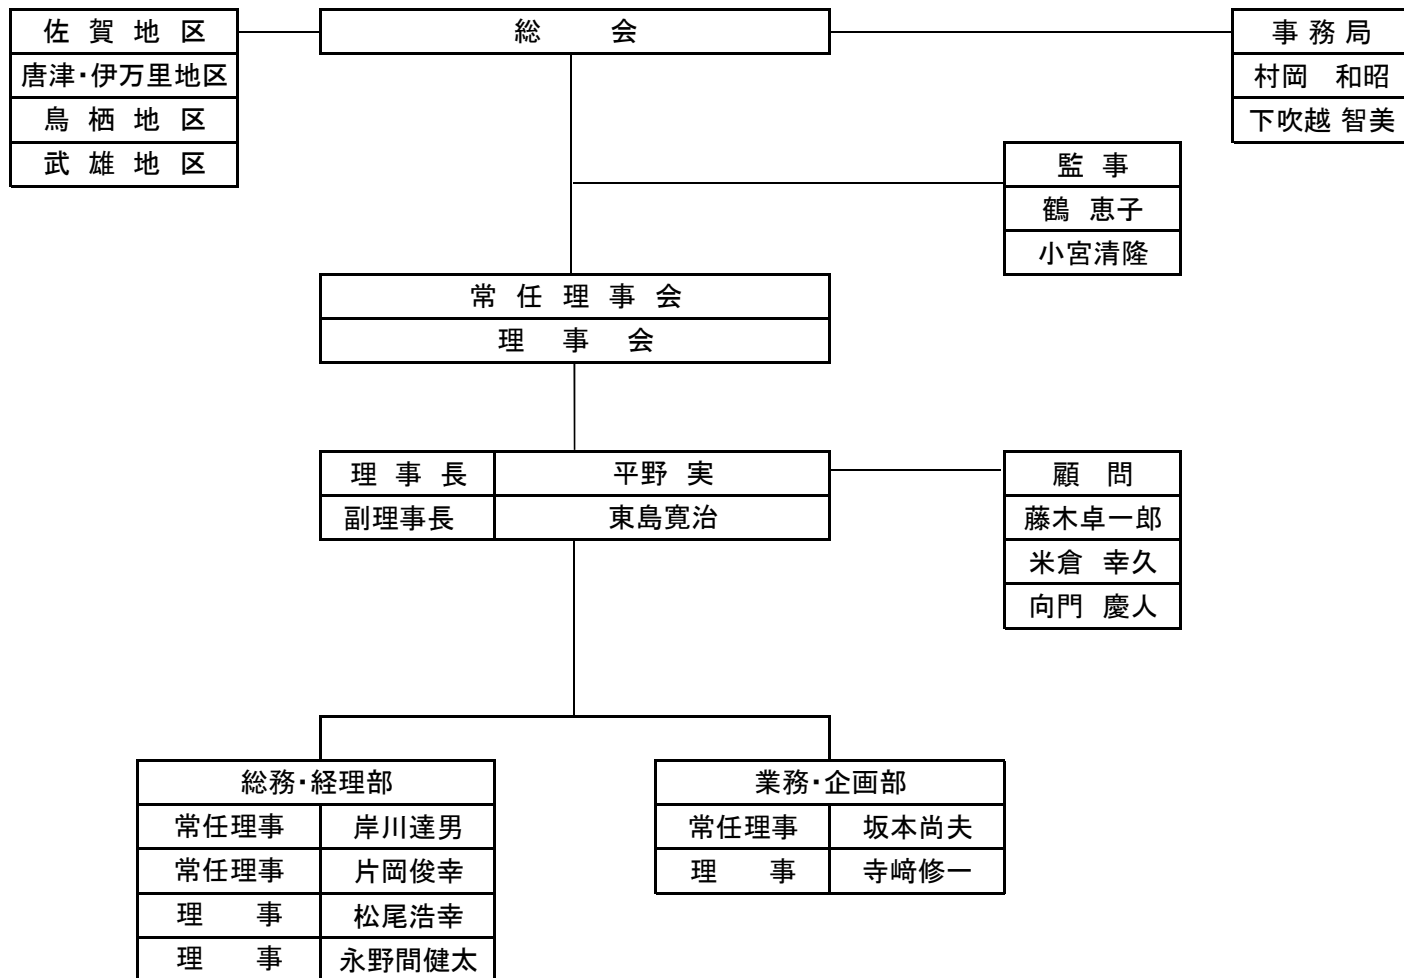 佐賀地区
唐津・伊万里地区
鳥栖地区
武雄地区
総会
事務局
村岡 和昭
下吹越 智美
監事
鶴 恵子
小宮清隆
常任理事会
理事会
理事長 平野 実
副理事長 東島寛治
顧問
藤木卓一郎
米倉 幸久
向門 慶人
総務・経理部
常任理事 岸川達男
常任理事 片岡俊幸
理事 松尾浩幸
理事 永野間健太
業務・企画部
常任理事 坂本尚夫
理事 寺﨑修一